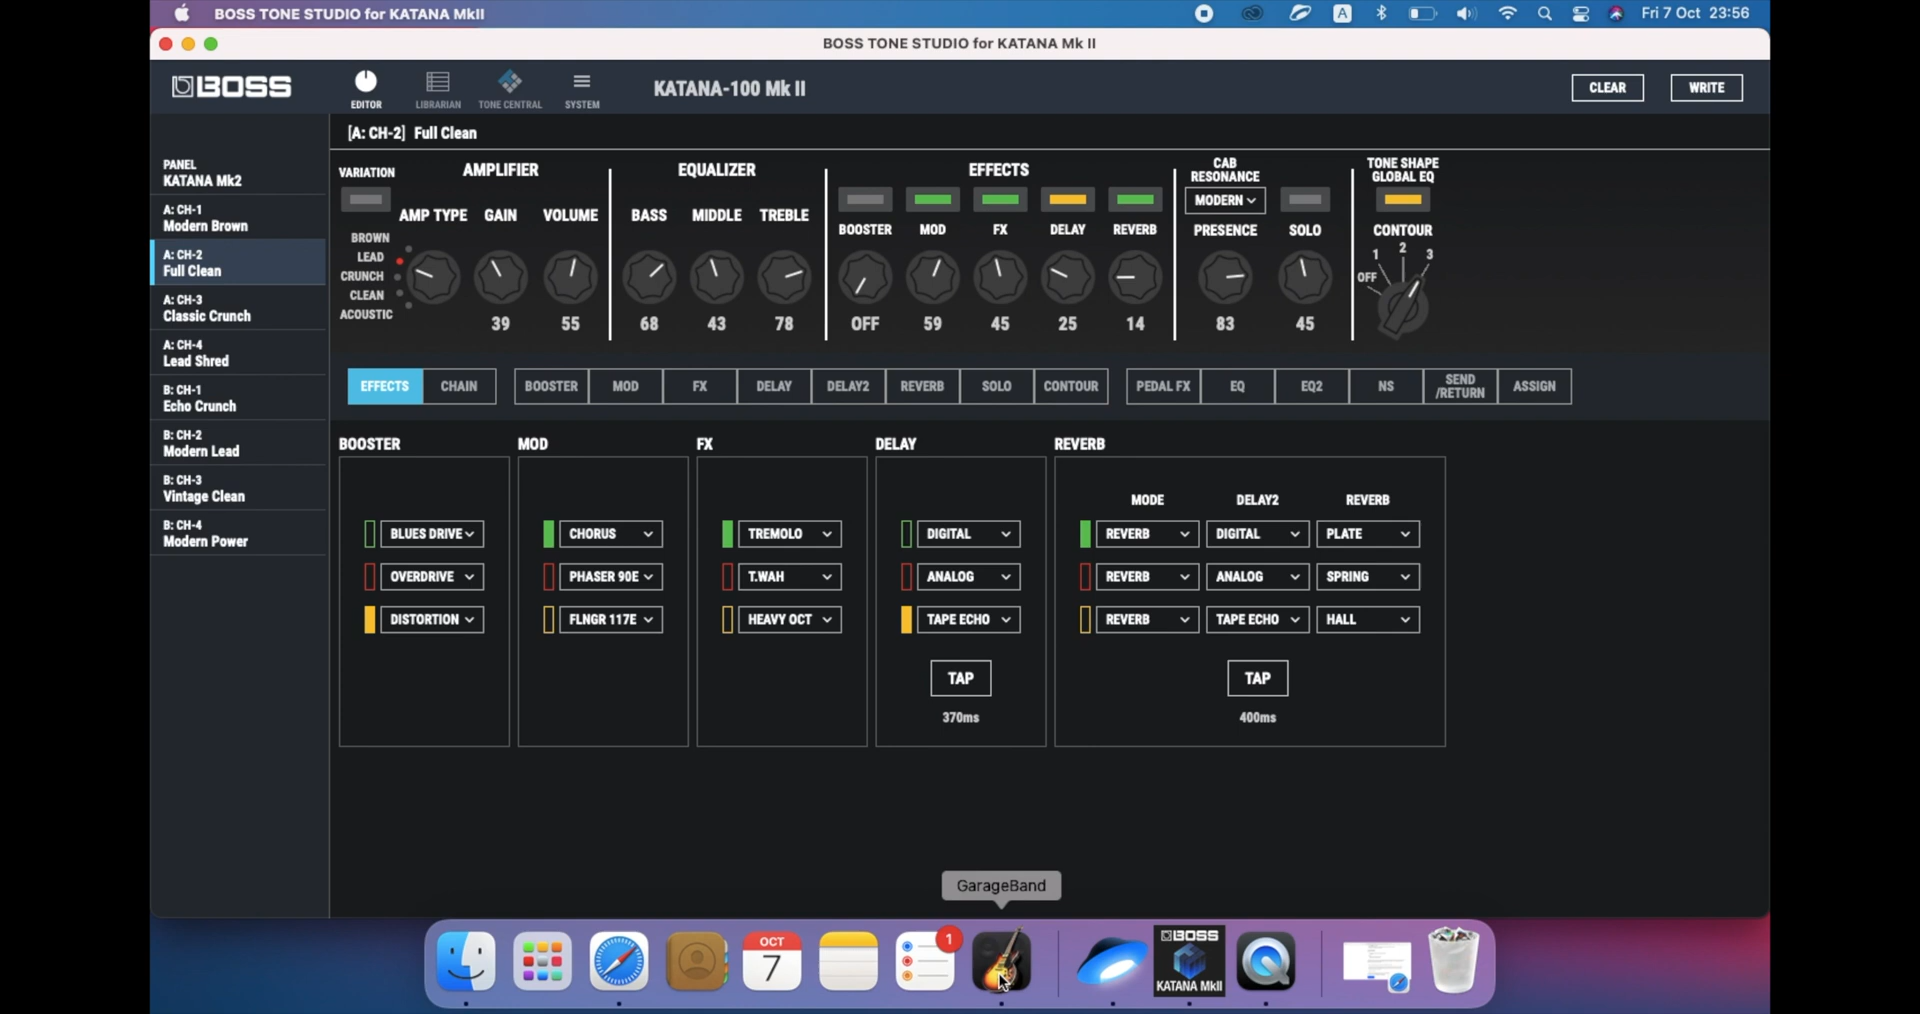 BOSS TONE STUDIO for KATANA MkII
A
Fri 7 Oct 23:56
BOSS TONE STUDIO for KATANA Mk II
BOSS
EDITOR
LIBRARIAN
TONE CENTRAL
SYSTEM
KATANA-100 Mk II
CLEAR
WRITE
PANEL
KATANA Mk2
A: CH-1
Modern Brown
A: CH-2
Full Clean
A: CH-3
Classic Crunch
A: CH-4
Lead Shred
B: CH-1
Echo Crunch
B: CH-2
Modern Lead
B: CH-3
Vintage Clean
B: CH-4
Modern Power
[A: CH-2] Full Clean
VARIATION
AMPLIFIER
AMP TYPE
GAIN
VOLUME
BROWN
LEAD
CRUNCH
CLEAN
ACOUSTIC
39
55
EQUALIZER
BASS
MIDDLE
TREBLE
68
43
78
EFFECTS
BOOSTER
MOD
FX
DELAY
REVERB
OFF
59
45
25
14
CAB
RESONANCE
MODERN
PRESENCE
SOLO
83
45
TONE SHAPE
GLOBAL EQ
CONTOUR
OFF
1
2
3
EFFECTS
CHAIN
BOOSTER
MOD
FX
DELAY
DELAY2
REVERB
SOLO
CONTOUR
PEDAL FX
EQ
EQ2
NS
SEND
/RETURN
ASSIGN
BOOSTER
BLUES DRIVE
OVERDRIVE
DISTORTION
MOD
CHORUS
PHASER 90E
FLNGR 117E
FX
TREMOLO
T.WAH
HEAVY OCT
DELAY
DIGITAL
ANALOG
TAPE ECHO
TAP
370ms
REVERB
MODE
DELAY2
REVERB
REVERB
DIGITAL
PLATE
REVERB
ANALOG
SPRING
REVERB
TAPE ECHO
HALL
TAP
400ms
GarageBand
OCT
7
1
BOSS
KATANA MkII